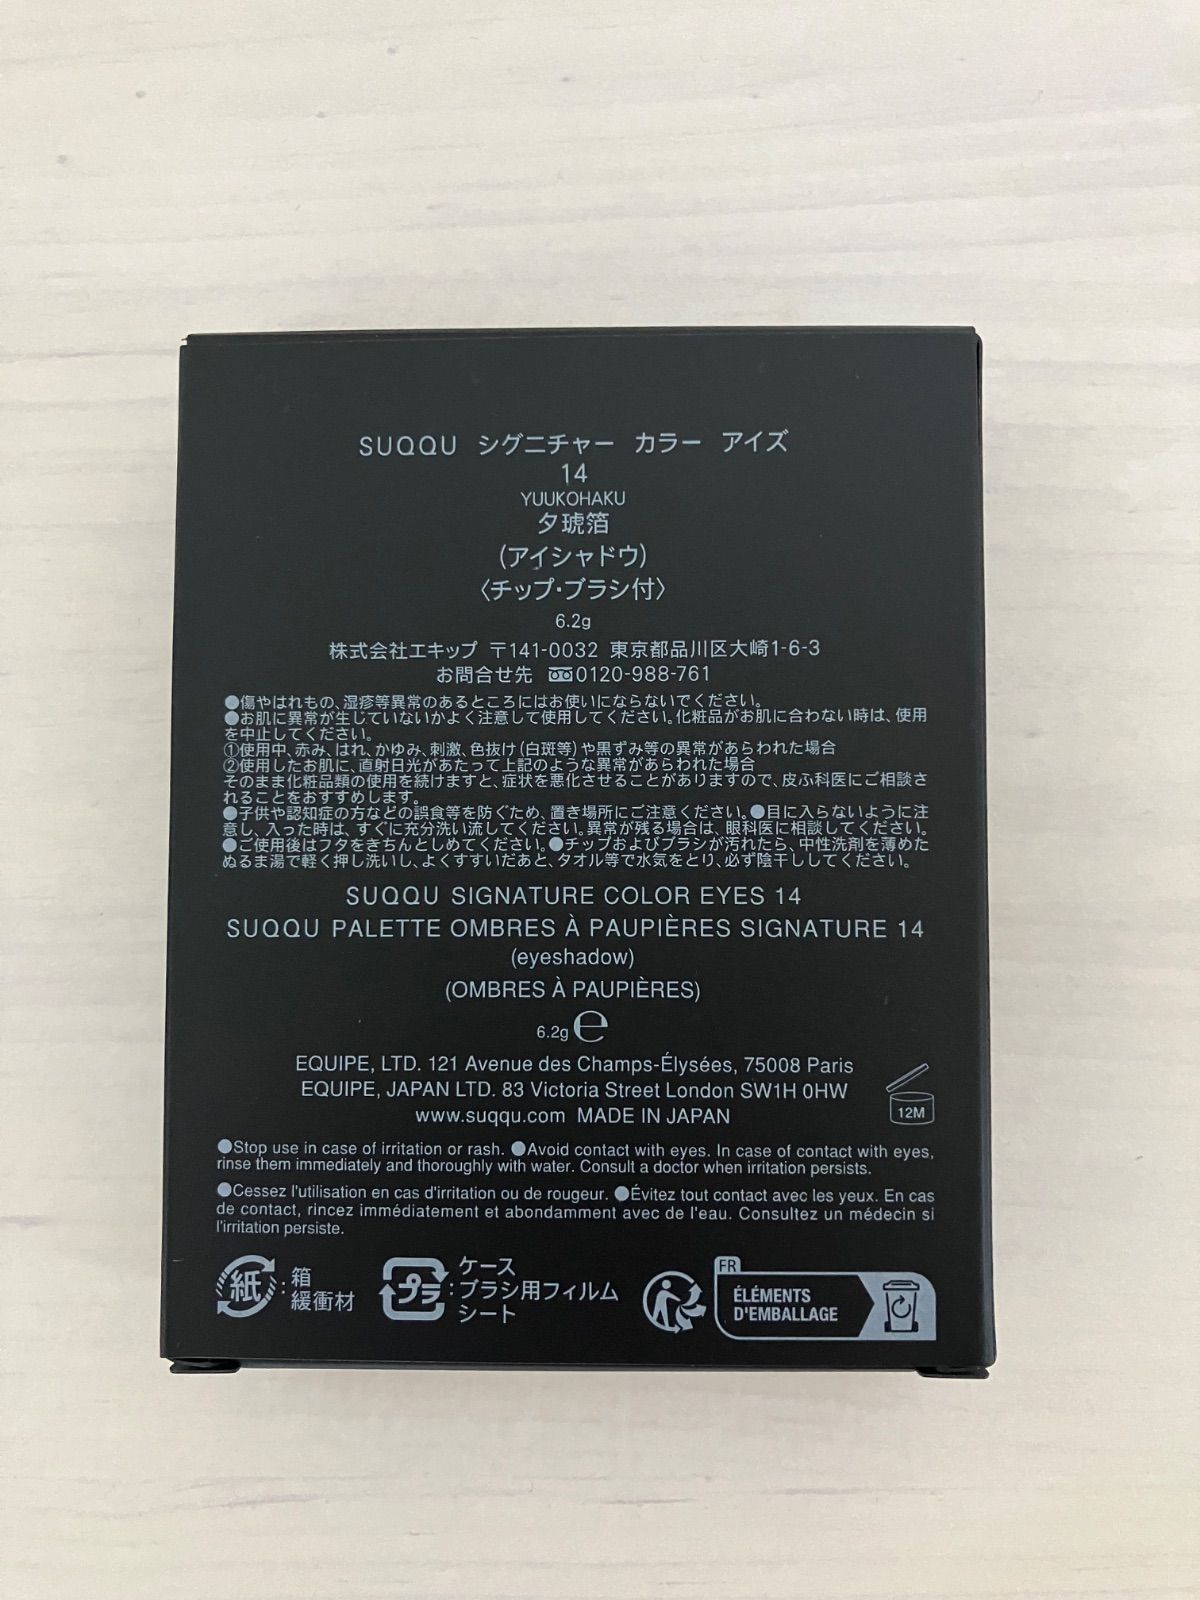 SUQQU シグニチャー カラー アイズ
14
YUUKOHAKU
夕琥箔
(アイシャドウ)
〈チップ・ブラシ付〉
6.2g
株式会社エキップ 〒141-0032 東京都品川区大崎1-6-3
お問合せ先 0120-988-761
●傷やはれもの、湿疹等異常のあるところにはお使いにならないでください。
●お肌に異常が生じていないかよく注意して使用してください。化粧品がお肌に合わない時は、使用
を中止してください。
①使用中、赤み、はれ、かゆみ、刺激、色抜け(白斑等)や黒ずみ等の異常があらわれた場合
②使用したお肌に、直射日光があたって上記のような異常があらわれた場合
そのまま化粧品類の使用を続けますと、症状を悪化させることがありますので、皮ふ科医にご相談さ
れることをおすすめします。
●子供や認知症の方などの誤食等を防ぐため、置き場所にご注意ください。●目に入らないように注
意し、入った時は、すぐに充分洗い流してください。異常が残る場合は、眼科医に相談してください。
●ご使用後はフタをきちんとしめてください。●チップおよびブラシが汚れたら、中性洗剤を薄めた
ぬるま湯で軽く押し洗いし、よくすすいだあと、タオル等で水気をとり、必ず陰干ししてください。
SUQQU SIGNATURE COLOR EYES 14
SUQQU PALETTE OMBRES À PAUPIÈRES SIGNATURE 14
(eyeshadow)
(OMBRES À PAUPIÈRES)
6.2g ℮
EQUIPE, LTD. 121 Avenue des Champs-Élysées, 75008 Paris
EQUIPE, JAPAN LTD. 83 Victoria Street London SW1H 0HW
www.suqqu.com MADE IN JAPAN
12M
●Stop use in case of irritation or rash. ●Avoid contact with eyes. In case of contact with eyes,
rinse them immediately and thoroughly with water. Consult a doctor when irritation persists.
●Cessez l'utilisation en cas d'irritation ou de rougeur. ●Évitez tout contact avec les yeux. En cas
de contact, rincez immédiatement et abondamment avec de l'eau. Consultez un médecin si
l'irritation persiste.
紙:箱
緩衝材
プラ:ケース
ブラシ用フィルム
シート
FR
ÉLÉMENTS
D'EMBALLAGE